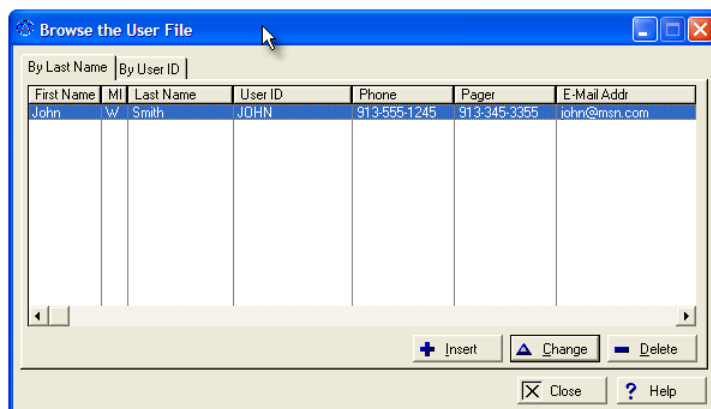 Browse the User File
By Last Name By User ID
First Name MI Last Name User ID Phone Pager E-Mail Addr
John W Smith JOHN 913-555-1245 913-345-3355 john@msn.com
Insert Change Delete
Close ? Help